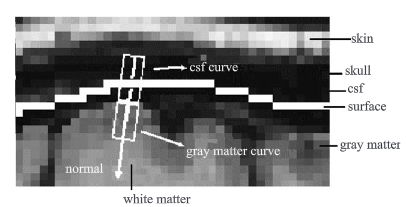 skin
csf curve
skull
csf
surface
gray matter
gray matter curve
normal
white matter